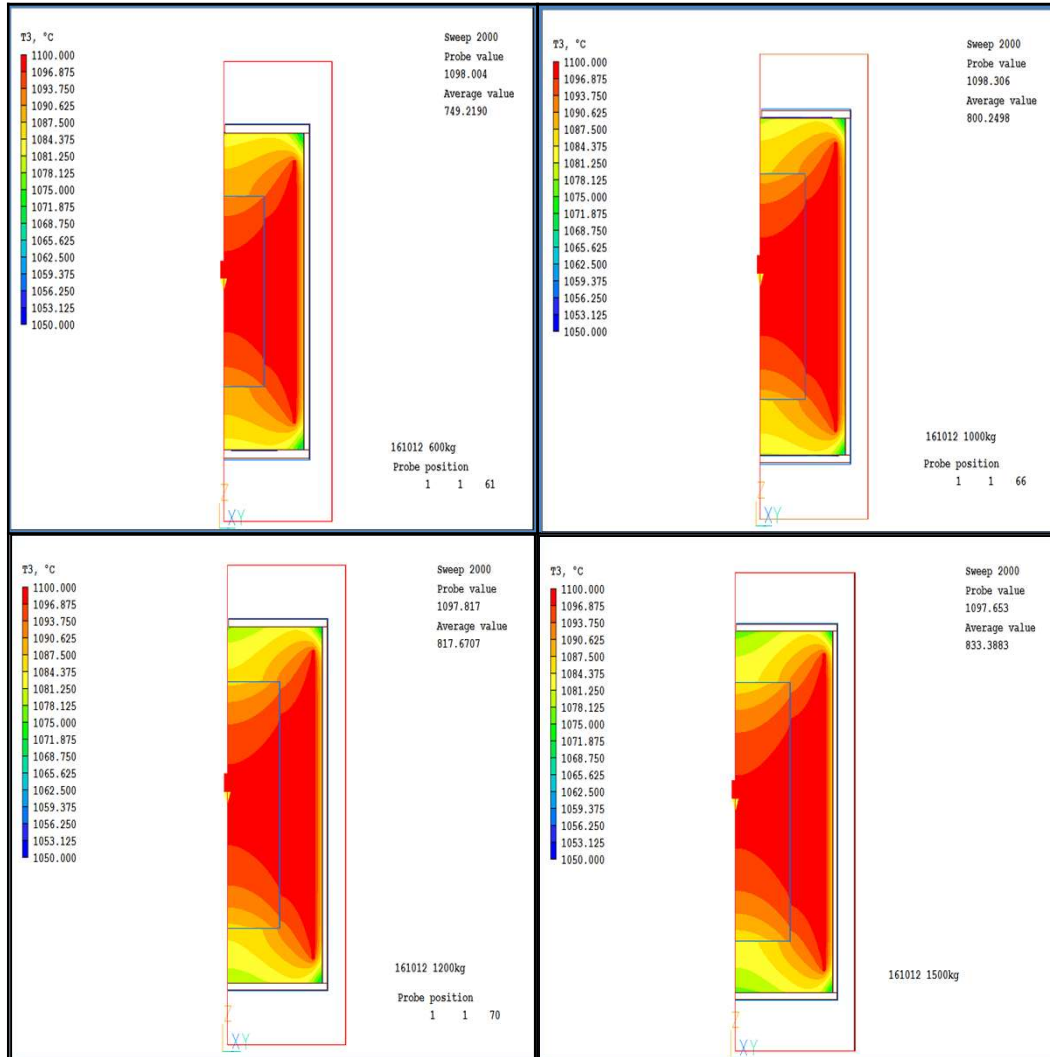 T3, °C
1100.000
1096.875
1093.750
1090.625
1087.500
1084.375
1081.250
1078.125
1075.000
1071.875
1068.750
1065.625
1062.500
1059.375
1056.250
1053.125
1050.000
Sweep 2000
Probe value
1098.004
Average value
749.2190
161012 600kg
Probe position
1 1 61
Z
X Y
T3, °C
1100.000
1096.875
1093.750
1090.625
1087.500
1084.375
1081.250
1078.125
1075.000
1071.875
1068.750
1065.625
1062.500
1059.375
1056.250
1053.125
1050.000
Sweep 2000
Probe value
1098.306
Average value
800.2498
161012 1000kg
Probe position
1 1 66
Z
X Y
T3, °C
1100.000
1096.875
1093.750
1090.625
1087.500
1084.375
1081.250
1078.125
1075.000
1071.875
1068.750
1065.625
1062.500
1059.375
1056.250
1053.125
1050.000
Sweep 2000
Probe value
1097.817
Average value
817.6707
161012 1200kg
Probe position
1 1 70
Z
X Y
T3, °C
1100.000
1096.875
1093.750
1090.625
1087.500
1084.375
1081.250
1078.125
1075.000
1071.875
1068.750
1065.625
1062.500
1059.375
1056.250
1053.125
1050.000
Sweep 2000
Probe value
1097.653
Average value
833.3883
161012 1500kg
Z
X Y